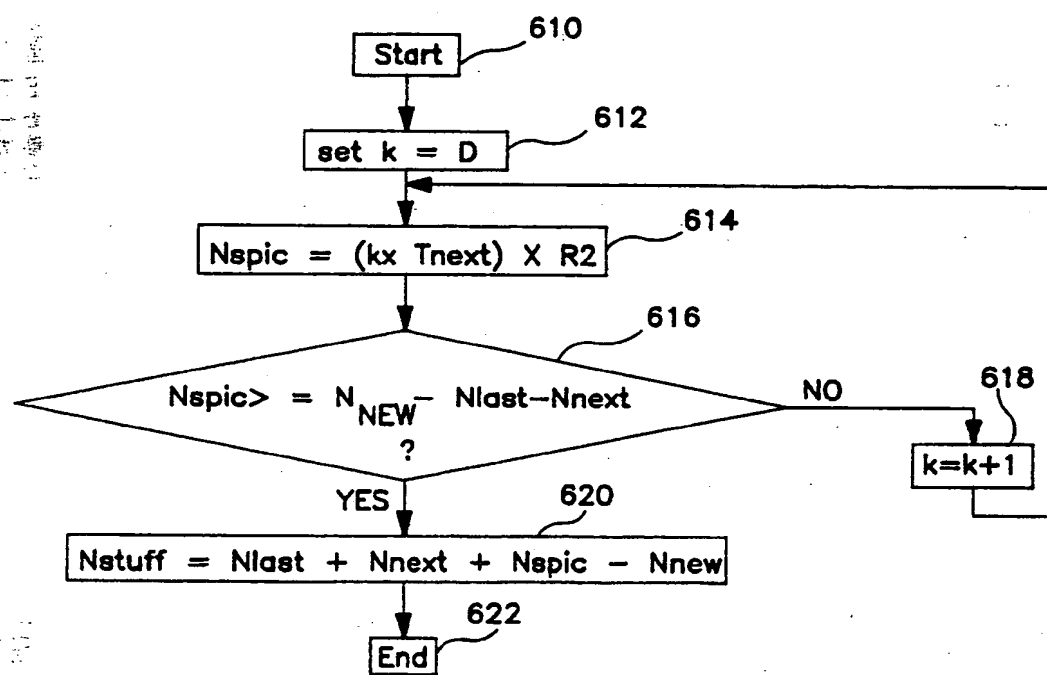 610
Start
612
set k = D
614
Nspic = (kx Tnext) X R2
616
Nspic> = N NEW - Nlast-Nnext
?
NO
618
k=k+1
YES
620
Nstuff = Nlast + Nnext + Nspic - Nnew
622
End